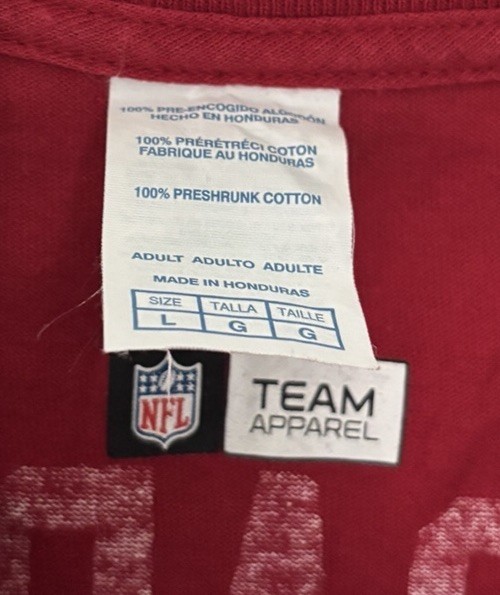 100% PRE-ENCOGIDO ALGODÓN
HECHO EN HONDURAS
100% PRÉRÉTRÉCI COTON
FABRIQUE AU HONDURAS
100% PRESHRUNK COTTON
ADULT ADULTO ADULTE
MADE IN HONDURAS
SIZE TALLA TAILLE
L G G
NFL
TEAM
APPAREL